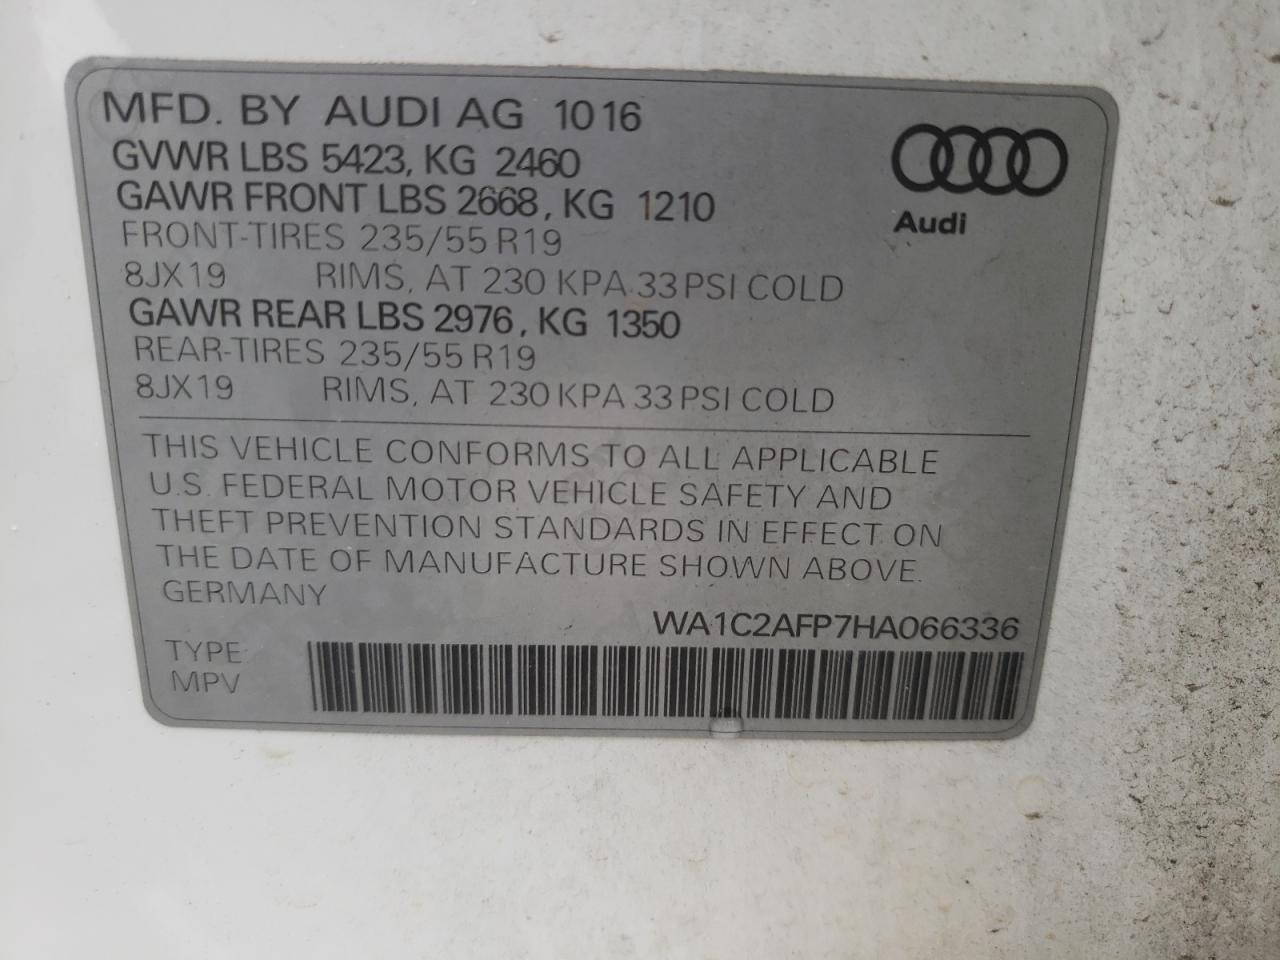 MFD. BY AUDI AG 10 16
GVWR LBS 5423, KG 2460
GAWR FRONT LBS 2668, KG 1210
FRONT-TIRES 235/55 R19
8JX19 RIMS, AT 230 KPA 33 PSI COLD
GAWR REAR LBS 2976, KG 1350
REAR-TIRES 235/55 R19
8JX19 RIMS, AT 230 KPA 33 PSI COLD
Audi
THIS VEHICLE CONFORMS TO ALL APPLICABLE
U.S. FEDERAL MOTOR VEHICLE SAFETY AND
THEFT PREVENTION STANDARDS IN EFFECT ON
THE DATE OF MANUFACTURE SHOWN ABOVE.
GERMANY
WA1C2AFP7HA066336
TYPE:
MPV